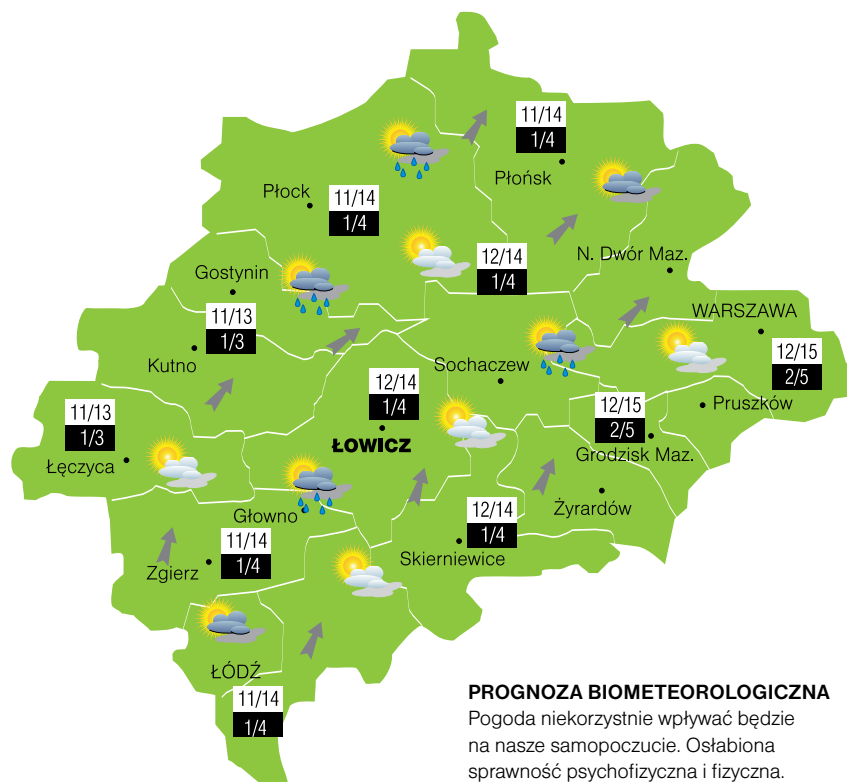 11/14
1/4
Płońsk
Płock
11/14
1/4
12/14
1/4
N. Dwór Maz.
Gostynin
11/13
1/3
Kutno
WARSZAWA
12/15
2/5
Sochaczew
12/14
1/4
ŁOWICZ
Pruszków
12/15
2/5
Grodzisk Maz.
11/13
1/3
Łęczyca
Żyrardów
Głowno
12/14
1/4
Skierniewice
11/14
1/4
Zgierz
ŁÓDŹ
11/14
1/4
PROGNOZA BIOMETEOROLOGICZNA
Pogoda niekorzystnie wpływać będzie
na nasze samopoczucie. Osłabiona
sprawność psychofizyczna i fizyczna.